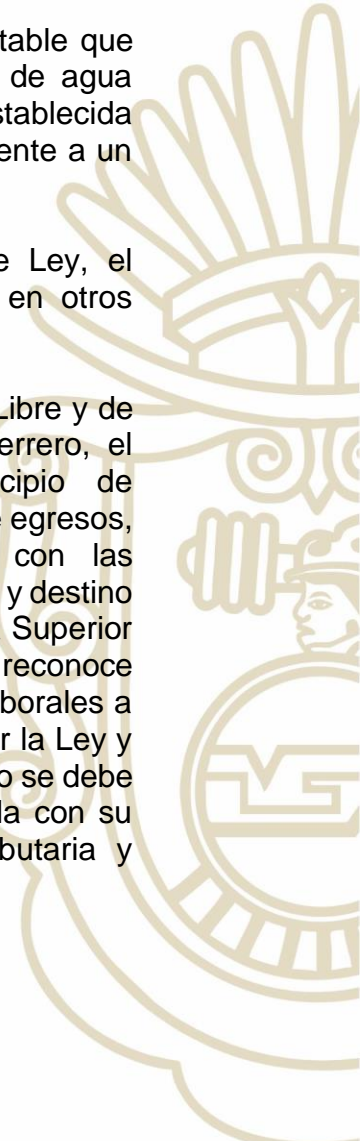 table que
de agua
stablecida
ente a un
e Ley, el
en otros
Libre y de
errero, el
cipio de
e egresos,
con las
y destino
Superior
reconoce
borales a
r la Ley y
o se debe
da con su
butaria y